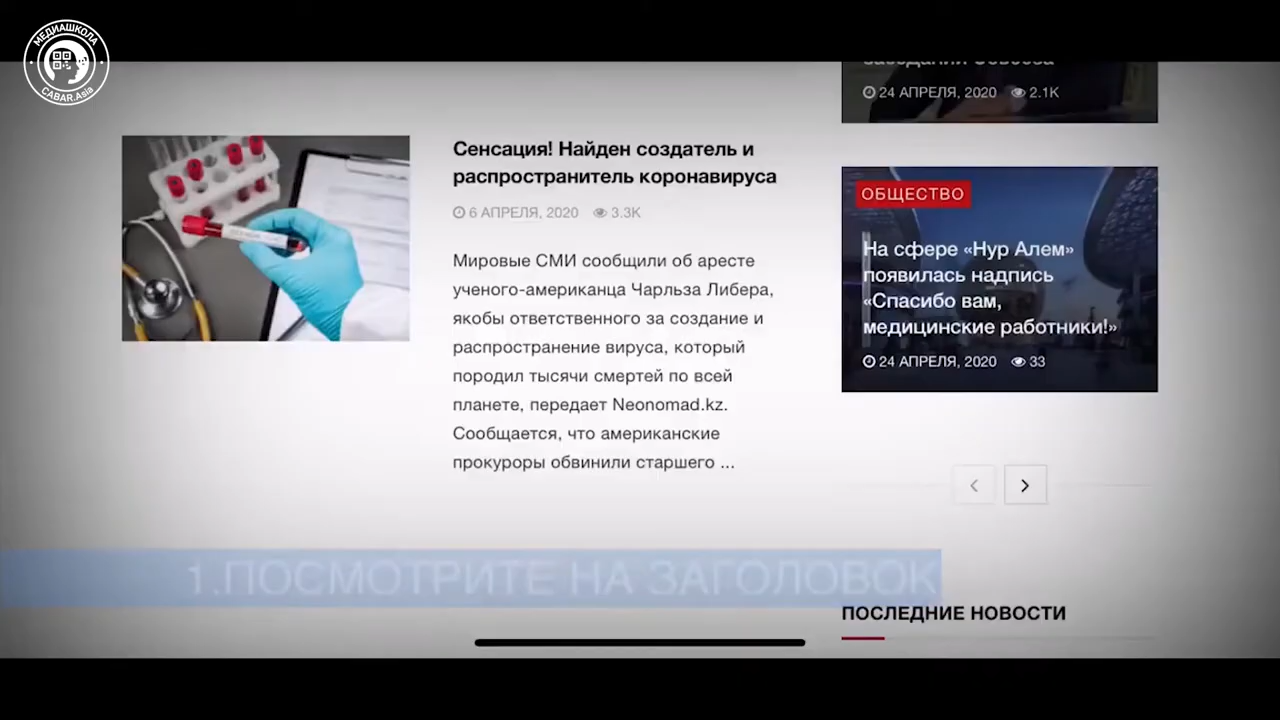 МЕДИАШКОЛА
CABAR.Asia
24 АПРЕЛЯ, 2020 2.1K
Сенсация! Найден создатель и
распространитель коронавируса
6 АПРЕЛЯ, 2020 3.3K
Мировые СМИ сообщили об аресте
ученого-американца Чарльза Либера,
якобы ответственного за создание и
распространение вируса, который
породил тысячи смертей по всей
планете, передает Neonomad.kz.
Сообщается, что американские
прокуроры обвинили старшего ...
ОБЩЕСТВО
На сфере «Нур Алем»
появилась надпись
«Спасибо вам,
медицинские работники!»
24 АПРЕЛЯ, 2020 33
1.ПОСМОТРИТЕ НА ЗАГОЛОВОК
ПОСЛЕДНИЕ НОВОСТИ